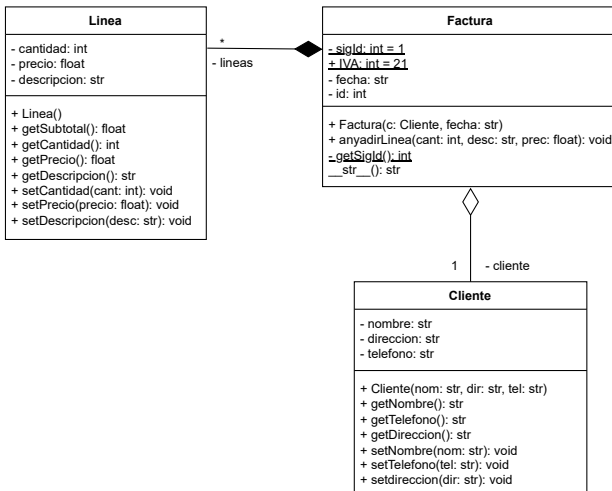 Linea
- cantidad: int
- precio: float
- descripcion: str
+ Linea()
+ getSubtotal(): float
+ getCantidad(): int
+ getPrecio(): float
+ getDescripcion(): str
+ setCantidad(cant: int): void
+ setPrecio(precio: float): void
+ setDescripcion(desc: str): void
*
- lineas
Factura
- sigId: int = 1
+ IVA: int = 21
- fecha: str
- id: int
+ Factura(c: Cliente, fecha: str)
+ anyadirLinea(cant: int, desc: str, prec: float): void
- getSigId(): int
__str__(): str
1
- cliente
Cliente
- nombre: str
- direccion: str
- telefono: str
+ Cliente(nom: str, dir: str, tel: str)
+ getNombre(): str
+ getTelefono(): str
+ getDireccion(): str
+ setNombre(nom: str): void
+ setTelefono(tel: str): void
+ setdireccion(dir: str): void